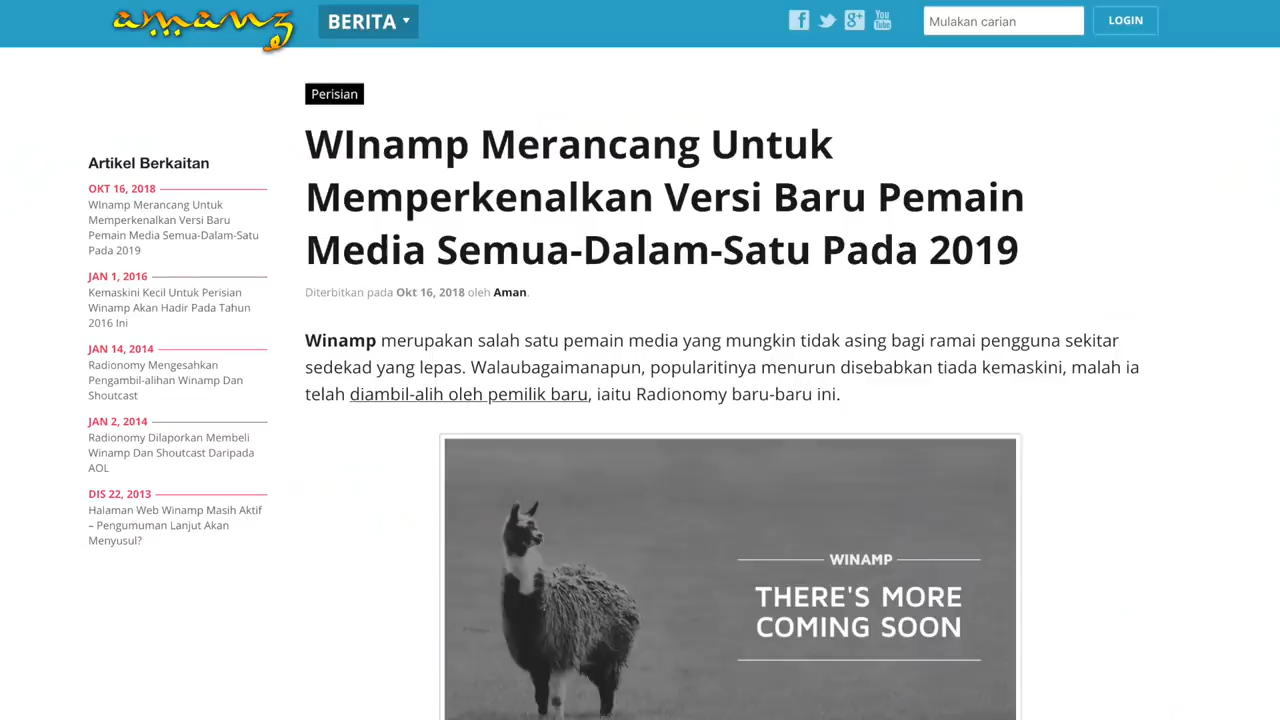 amanz
BERITA
You
Tube
Mulakan carian
LOGIN
Perisian
WInamp Merancang Untuk
Memperkenalkan Versi Baru Pemain
Media Semua-Dalam-Satu Pada 2019
Diterbitkan pada Okt 16, 2018 oleh Aman.
Artikel Berkaitan
OKT 16, 2018
WInamp Merancang Untuk
Memperkenalkan Versi Baru
Pemain Media Semua-Dalam-Satu
Pada 2019
JAN 1, 2016
Kemaskini Kecil Untuk Perisian
Winamp Akan Hadir Pada Tahun
2016 Ini
JAN 14, 2014
Radionomy Mengesahkan
Pengambil-alihan Winamp Dan
Shoutcast
JAN 2, 2014
Radionomy Dilaporkan Membeli
Winamp Dan Shoutcast Daripada
AOL
DIS 22, 2013
Halaman Web Winamp Masih Aktif
– Pengumuman Lanjut Akan
Menyusul?
Winamp merupakan salah satu pemain media yang mungkin tidak asing bagi ramai pengguna sekitar
sedekad yang lepas. Walaubagaimanapun, popularitinya menurun disebabkan tiada kemaskini, malah ia
telah diambil-alih oleh pemilik baru, iaitu Radionomy baru-baru ini.
WINAMP
THERE'S MORE
COMING SOON